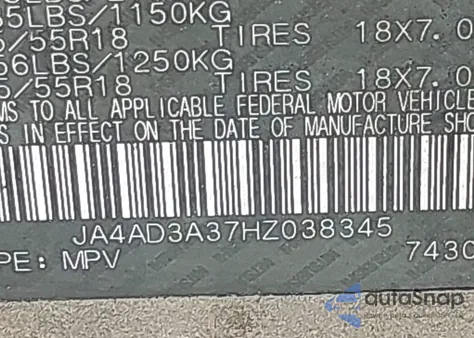 55LBS/1150KG
5/55R18 TIRES 18X7.0
56LBS/1250KG
5/55R18 TIRES 18X7.0
MS TO ALL APPLICABLE FEDERAL MOTOR VEHICLE
S IN EFFECT ON THE DATE OF MANUFACTURE SHO
JA4AD3A37HZ038345
PE: MPV 7430
autoSnap